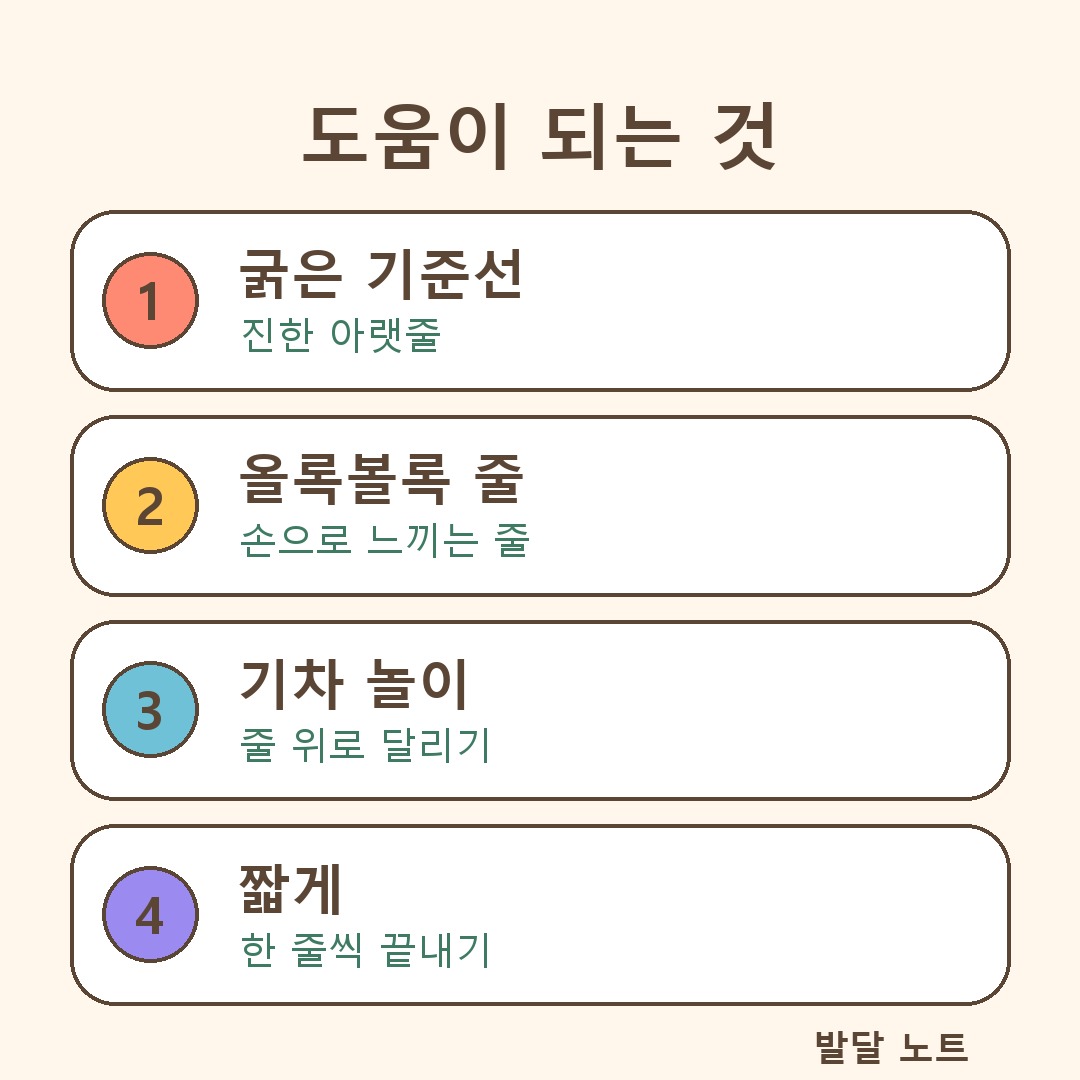 도움이 되는 것
1
굵은 기준선
진한 아랫줄
2
올록볼록 줄
손으로 느끼는 줄
3
기차 놀이
줄 위로 달리기
4
짧게
한 줄씩 끝내기
발달 노트